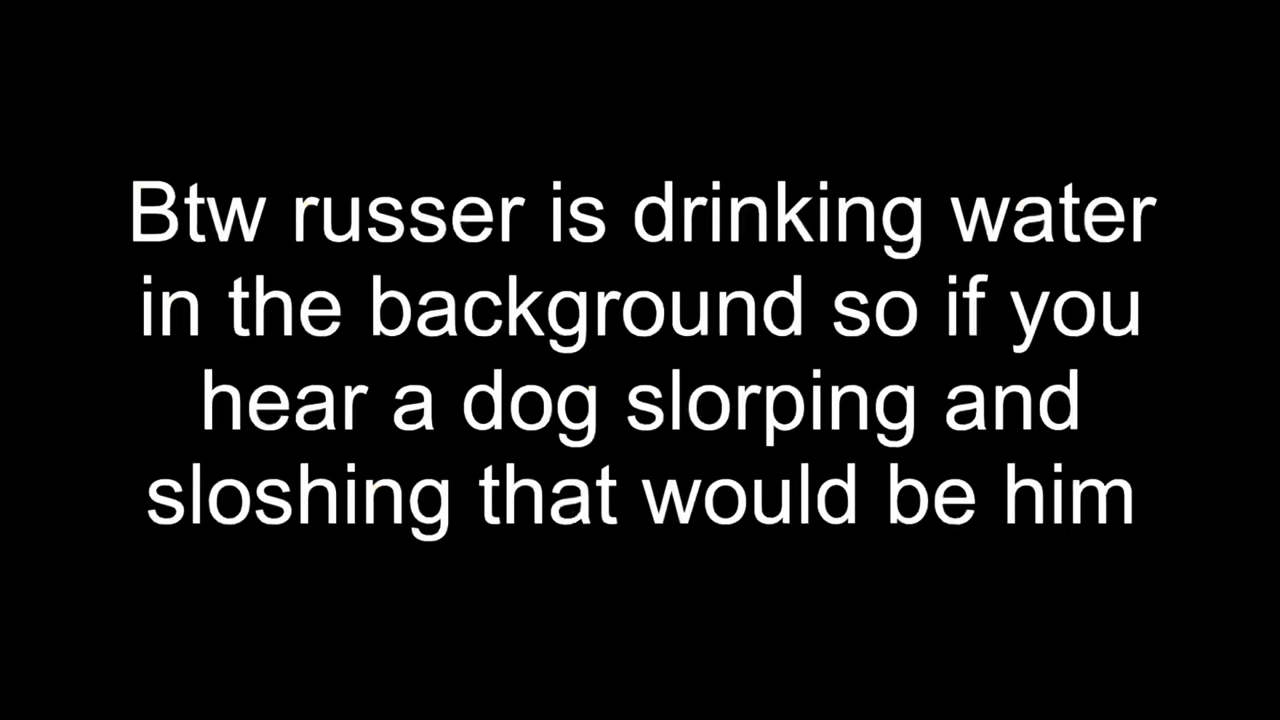 Btw russer is drinking water
in the background so if you
hear a dog slorping and
sloshing that would be him